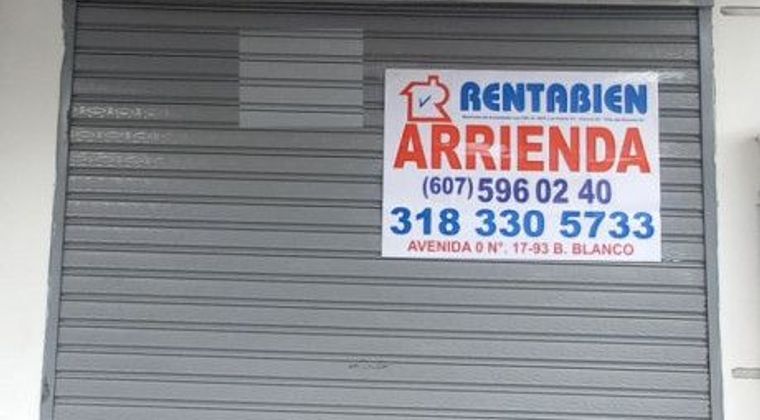 RENTABIEN
ARRIENDA
(607) 596 02 40
318 330 5733
AVENIDA 0 N°. 17-93 B. BLANCO